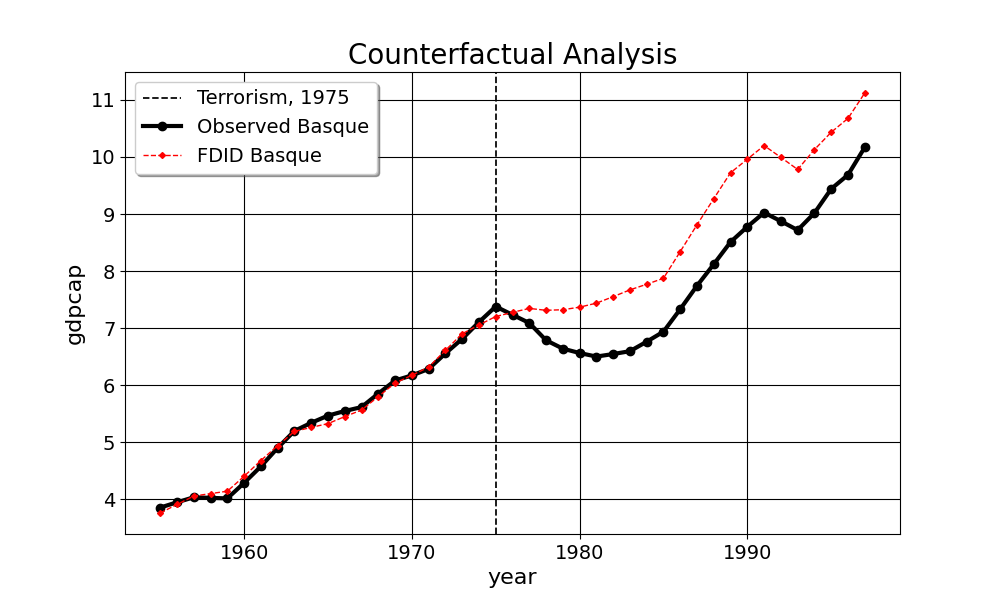 Counterfactual Analysis
Terrorism, 1975
Observed Basque
FDID Basque
gdpcap
11
10
9
8
7
6
5
4
1960 1970 1980 1990
year